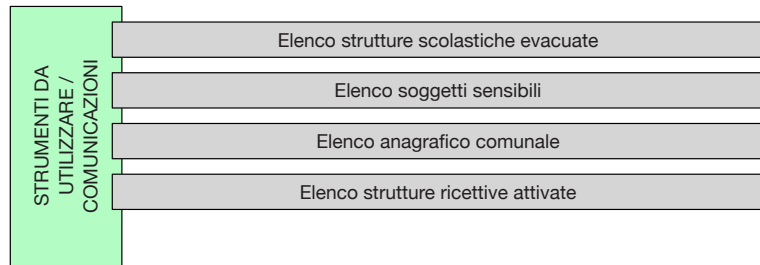 STRUMENTI DA
UTILIZZARE /
COMUNICAZIONI
Elenco strutture scolastiche evacuate
Elenco soggetti sensibili
Elenco anagrafico comunale
Elenco strutture ricettive attivate